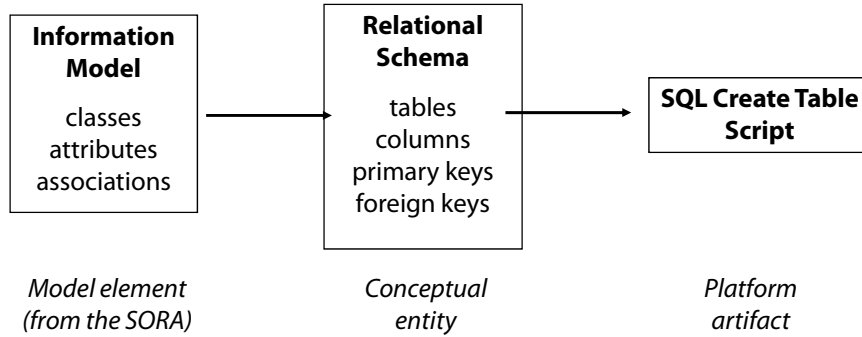 Information
Model
classes
attributes
associations
Relational
Schema
tables
columns
primary keys
foreign keys
SQL Create Table
Script
Model element
(from the SORA)
Conceptual
entity
Platform
artifact